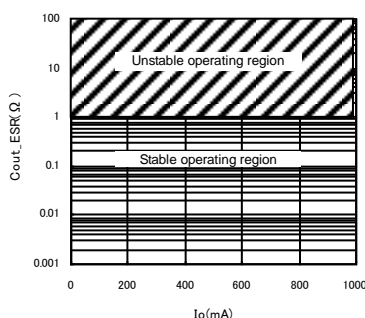 100
10
1
0.1
0.01
0.001
Cout_ESR(Ω)
Unstable operating region
Stable operating region
0 200 400 600 800 1000
Io(mA)